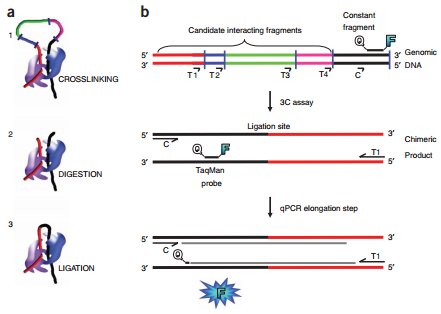 a
1
CROSSLINKING
2
DIGESTION
3
LIGATION
b
Constant
fragment
Candidate interacting fragments
Q F
5′ 3′ Genomic
3′ 5′ DNA
T1 T2 T3 T4 C
3C assay
Ligation site
5′ 3′ Chimeric
C Q F T1 Product
3′ 5′
TaqMan
probe
qPCR elongation step
5′ 3′
C
Q T1
3′ 5′
F